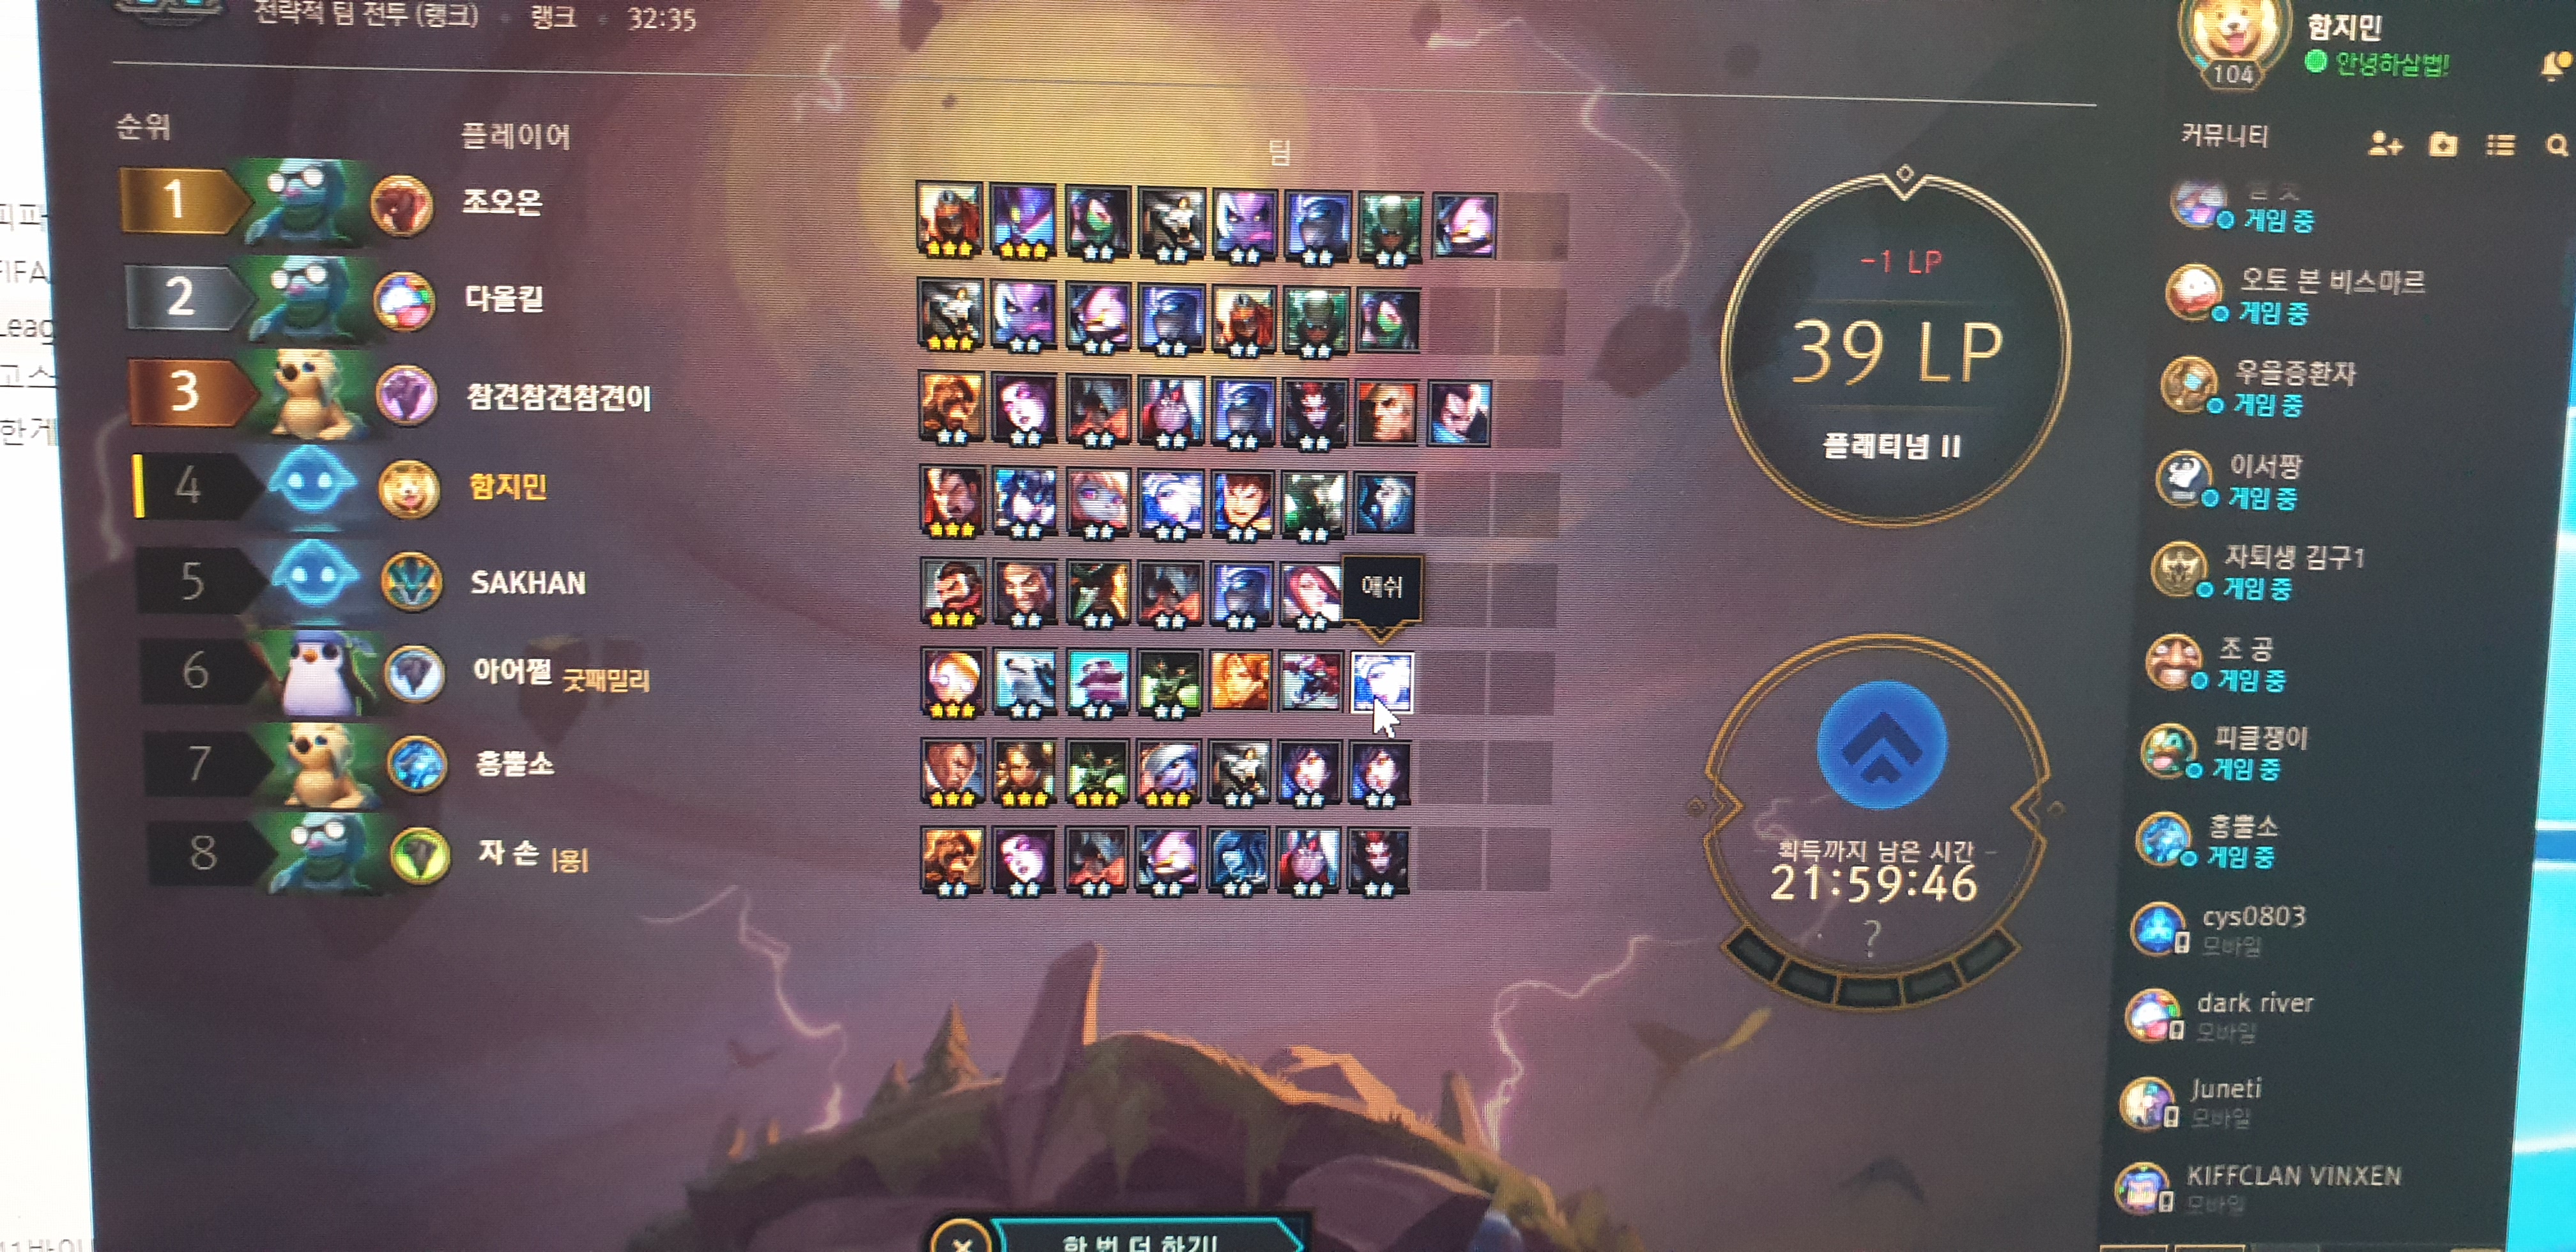 전략적 팀 전투 (랭크) 랭크 32:35
함지민
104
안녕하살법!
순위
플레이어
팀
커뮤니티
1
조오온
2
다올킬
3
참견참견참견이
4
함지민
5
SAKHAN
6
아어쩔 굿패밀리
7
홍뿔소
8
자 손 |용|
애쉬
-1 LP
39 LP
플래티넘 II
획득까지 남은 시간
21:59:46
?
게임 중
오토 본 비스마르
게임 중
우울증환자
게임 중
이서짱
게임 중
자퇴생 김구1
게임 중
조 공
게임 중
피클쟁이
게임 중
홍뿔소
게임 중
cys0803
모바일
dark river
모바일
Juneti
모바일
KIFFCLAN VINXEN
모바일
한 번 더 하기!